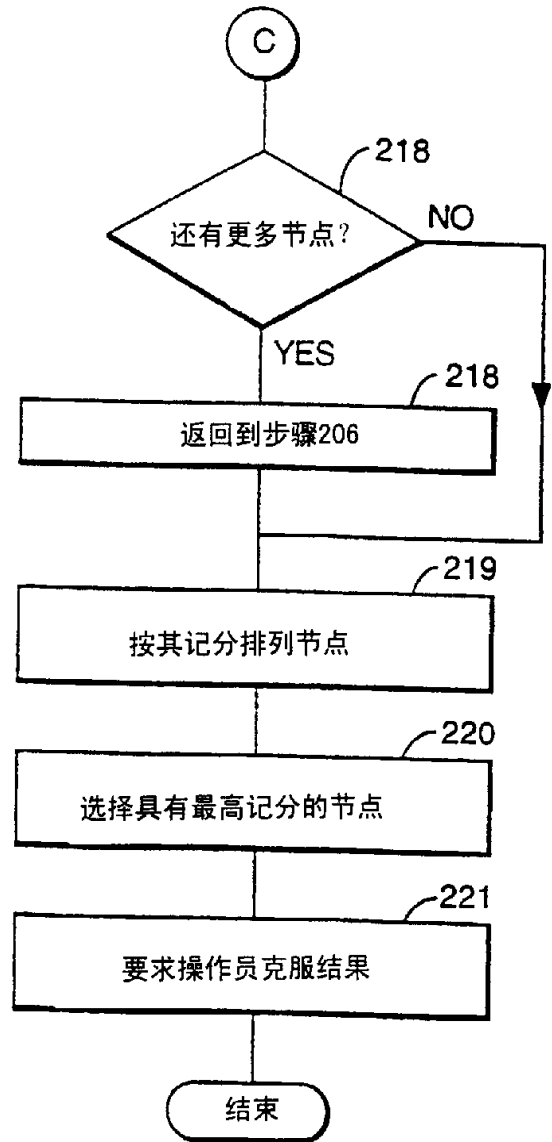 C
218
还有更多节点?
NO
YES
218
返回到步骤206
219
按其记分排列节点
220
选择具有最高记分的节点
221
要求操作员克服结果
结束